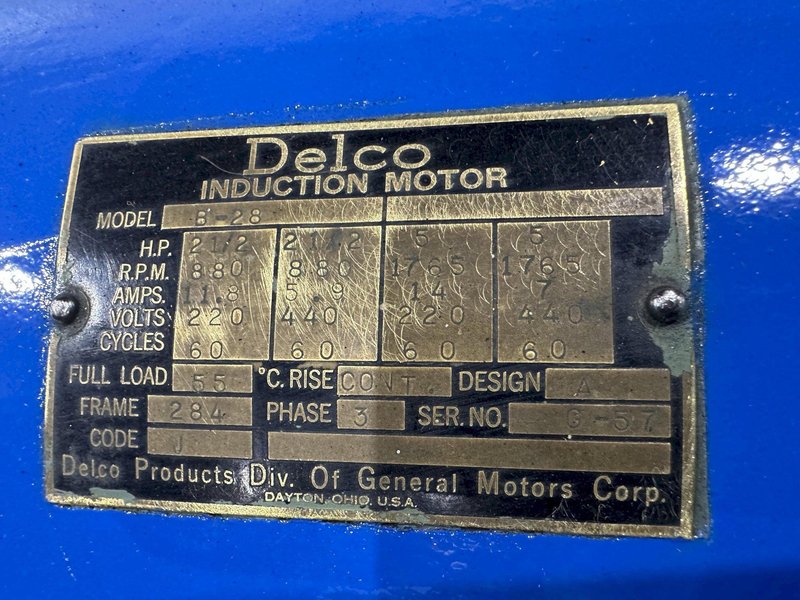 Delco
INDUCTION MOTOR
MODEL B-28
H.P. 2 1/2 2 1/2 5 5
R.P.M. 880 880 1765 1765
AMPS. 11.8 5.9 14 7
VOLTS 220 440 220 440
CYCLES 60 60 60 60
FULL LOAD 55 °C. RISE CONT. DESIGN A
FRAME 284 PHASE 3 SER. NO. G-57
CODE J
Delco Products Div. Of General Motors Corp.
DAYTON, OHIO, U.S.A.